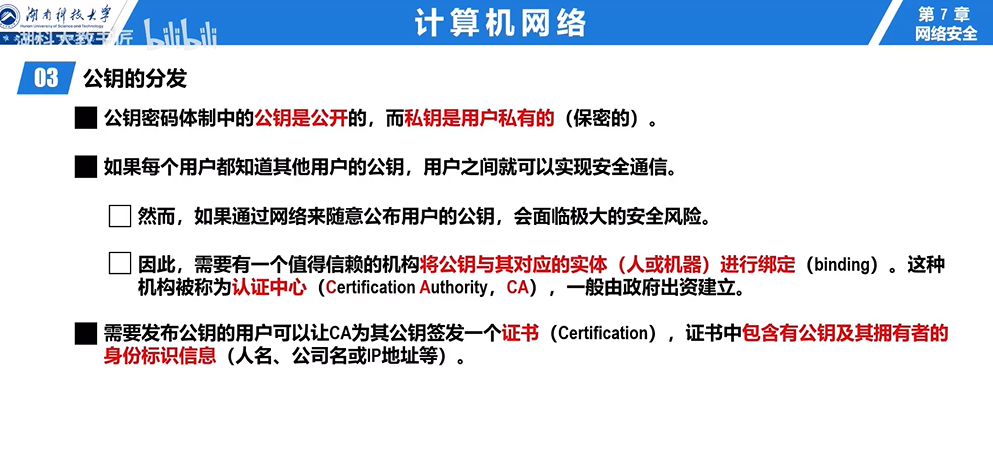 湖南科技大学
Hunan University of Science and Technology
湖科大教书匠
bilibili
计算机网络
第 7 章
网络安全
03 公钥的分发
公钥密码体制中的公钥是公开的，而私钥是用户私有的（保密的）。
如果每个用户都知道其他用户的公钥，用户之间就可以实现安全通信。
然而，如果通过网络来随意公布用户的公钥，会面临极大的安全风险。
因此，需要有一个值得信赖的机构将公钥与其对应的实体（人或机器）进行绑定（binding）。这种
机构被称为认证中心（Certification Authority，CA），一般由政府出资建立。
需要发布公钥的用户可以让CA为其公钥签发一个证书（Certification），证书中包含有公钥及其拥有者的
身份标识信息（人名、公司名或IP地址等）。